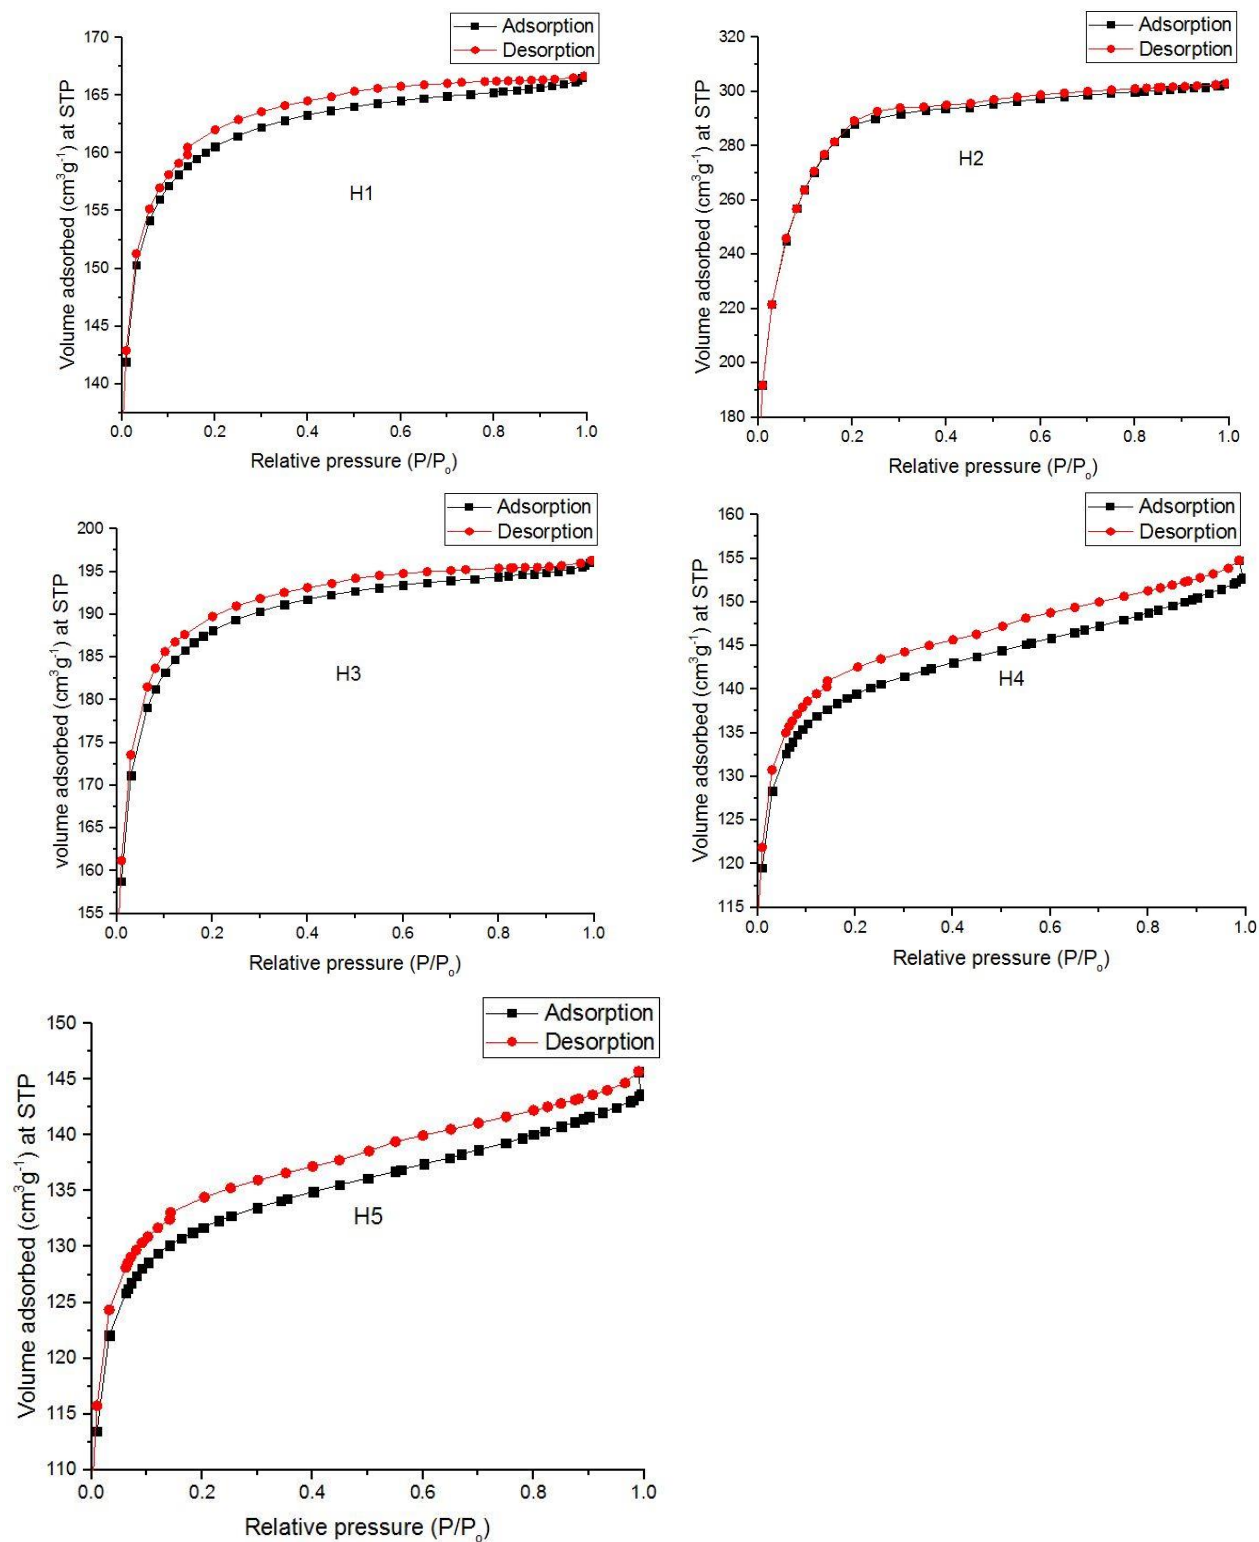 Adsorption
Desorption
170
165
160
155
150
145
140
H1
Volume adsorbed (cm³g⁻¹) at STP
0.0 0.2 0.4 0.6 0.8 1.0
Relative pressure (P/P₀)
Adsorption
Desorption
320
300
280
260
240
220
200
180
H2
Volume adsorbed (cm³g⁻¹) at STP
0.0 0.2 0.4 0.6 0.8 1.0
Relative pressure (P/P₀)
Adsorption
Desorption
200
195
190
185
180
175
170
165
160
155
H3
volume adsorbed (cm³g⁻¹) at STP
0.0 0.2 0.4 0.6 0.8 1.0
Relative pressure (P/P₀)
Adsorption
Desorption
160
155
150
145
140
135
130
125
120
115
H4
Volume adsorbed (cm³g⁻¹) at STP
0.0 0.2 0.4 0.6 0.8 1.0
Relative pressure (P/P₀)
Adsorption
Desorption
150
145
140
135
130
125
120
115
110
H5
Volume adsorbed (cm³g⁻¹) at STP
0.0 0.2 0.4 0.6 0.8 1.0
Relative pressure (P/P₀)